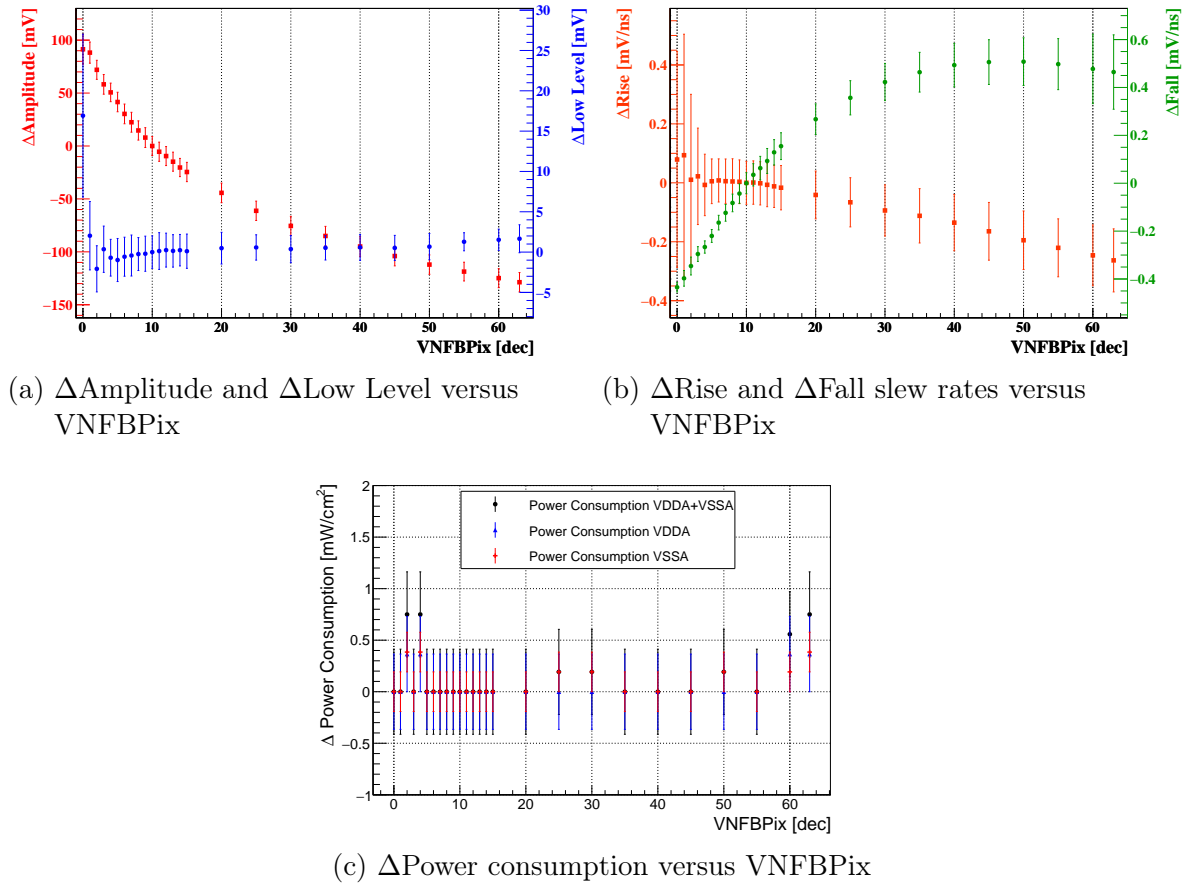 100
50
0
−50
−100
−150
ΔAmplitude [mV]
30
25
20
15
10
5
0
−5
ΔLow Level [mV]
0 10 20 30 40 50 60
VNFBPix [dec]
0.4
0.2
0
−0.2
−0.4
ΔRise [mV/ns]
0.6
0.4
0.2
0
−0.2
−0.4
ΔFall [mV/ns]
0 10 20 30 40 50 60
VNFBPix [dec]
(a) ΔAmplitude and ΔLow Level versus
VNFBPix
(b) ΔRise and ΔFall slew rates versus
VNFBPix
2
1.5
1
0.5
0
−0.5
−1
Δ Power Consumption [mW/cm²]
Power Consumption VDDA+VSSA
Power Consumption VDDA
Power Consumption VSSA
0 10 20 30 40 50 60
VNFBPix [dec]
(c) ΔPower consumption versus VNFBPix